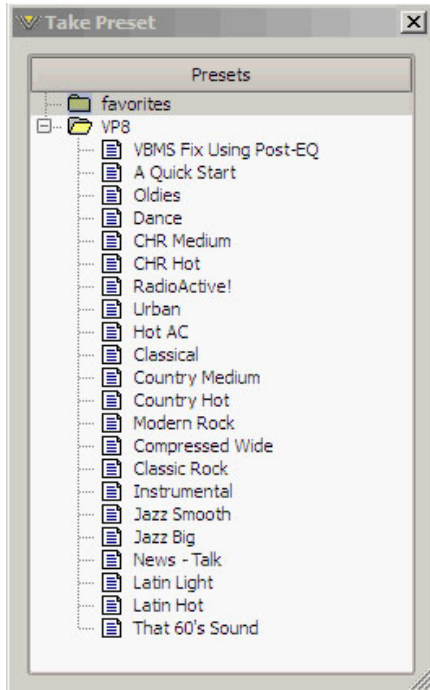 Take Preset
Presets
favorites
VP8
VBMS Fix Using Post-EQ
A Quick Start
Oldies
Dance
CHR Medium
CHR Hot
RadioActive!
Urban
Hot AC
Classical
Country Medium
Country Hot
Modern Rock
Compressed Wide
Classic Rock
Instrumental
Jazz Smooth
Jazz Big
News - Talk
Latin Light
Latin Hot
That 60's Sound